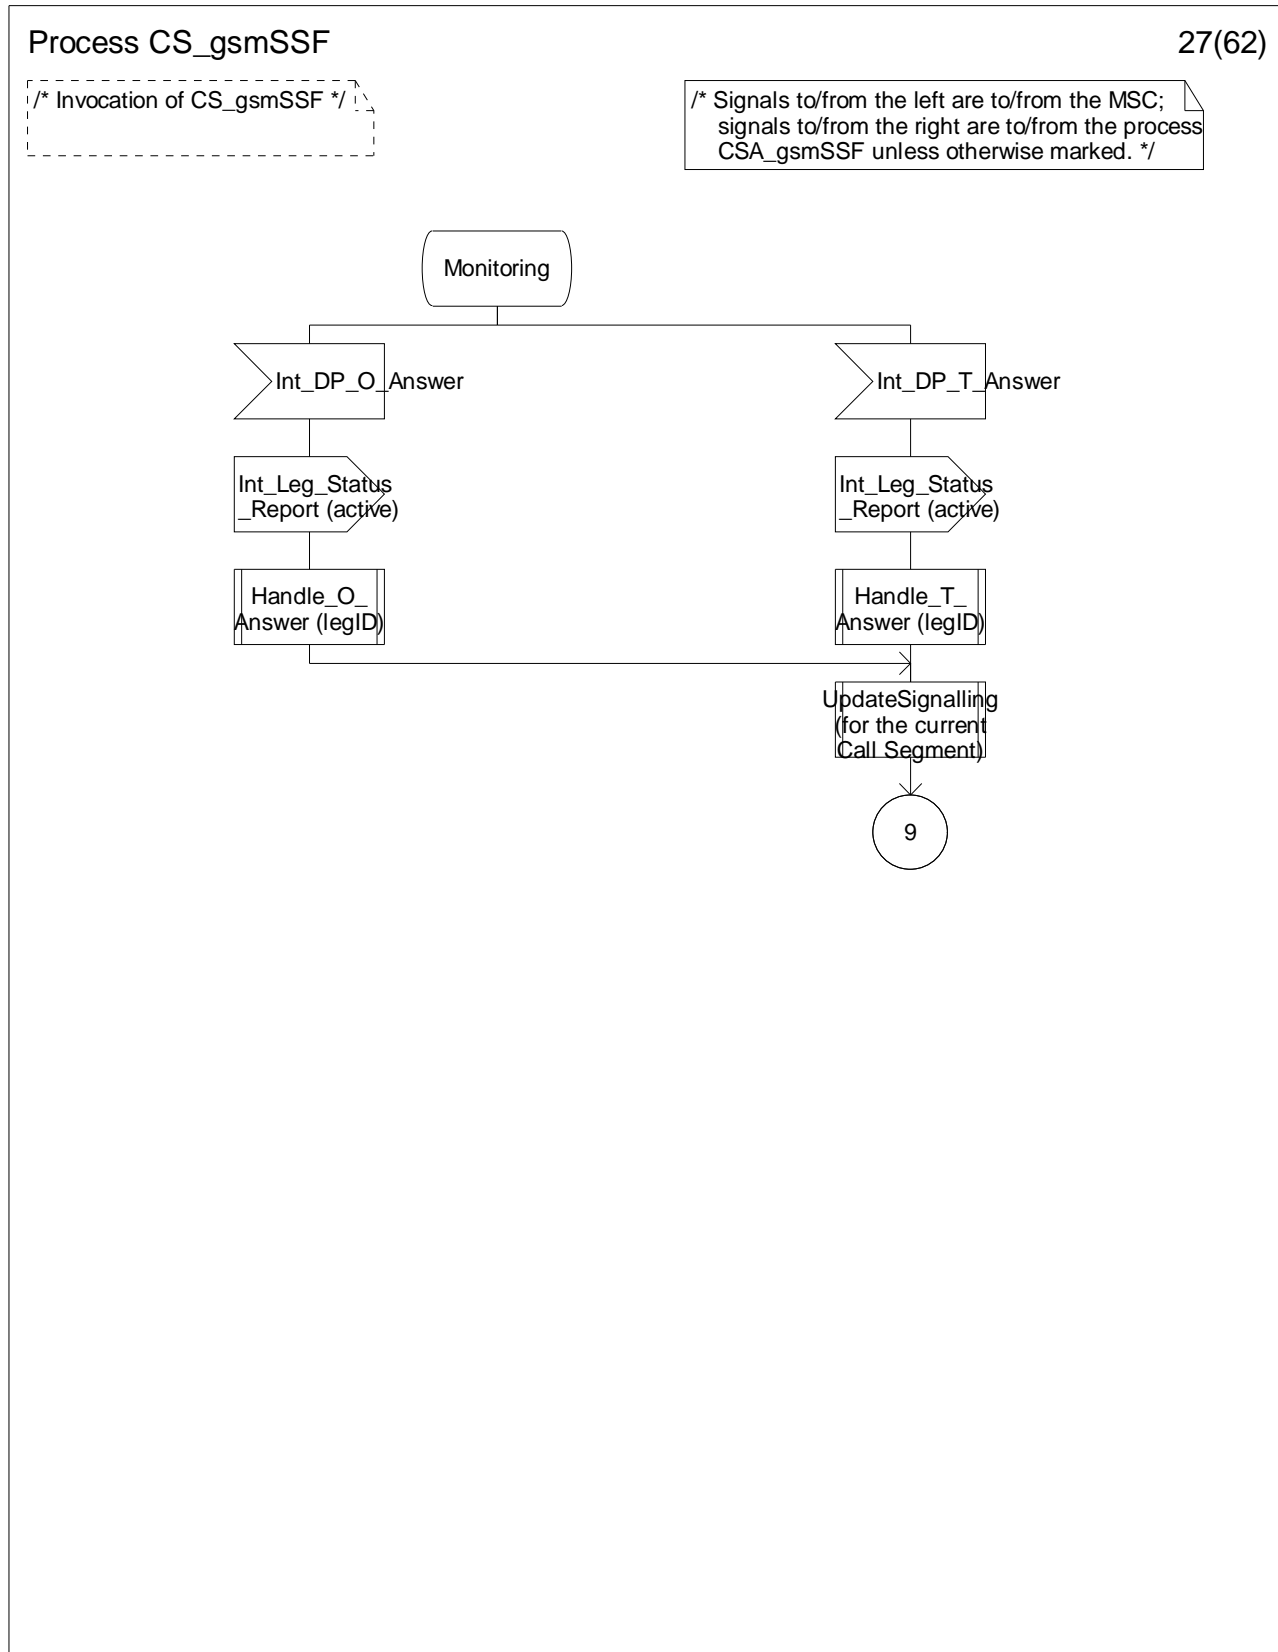 Process CS_gsmSSF
27(62)
/* Invocation of CS_gsmSSF */
/* Signals to/from the left are to/from the MSC;
signals to/from the right are to/from the process
CSA_gsmSSF unless otherwise marked. */
Monitoring
Int_DP_O_Answer
Int_DP_T_Answer
Int_Leg_Status
_Report (active)
Int_Leg_Status
_Report (active)
Handle_O_
Answer (legID)
Handle_T_
Answer (legID)
UpdateSignalling
(for the current
Call Segment)
9